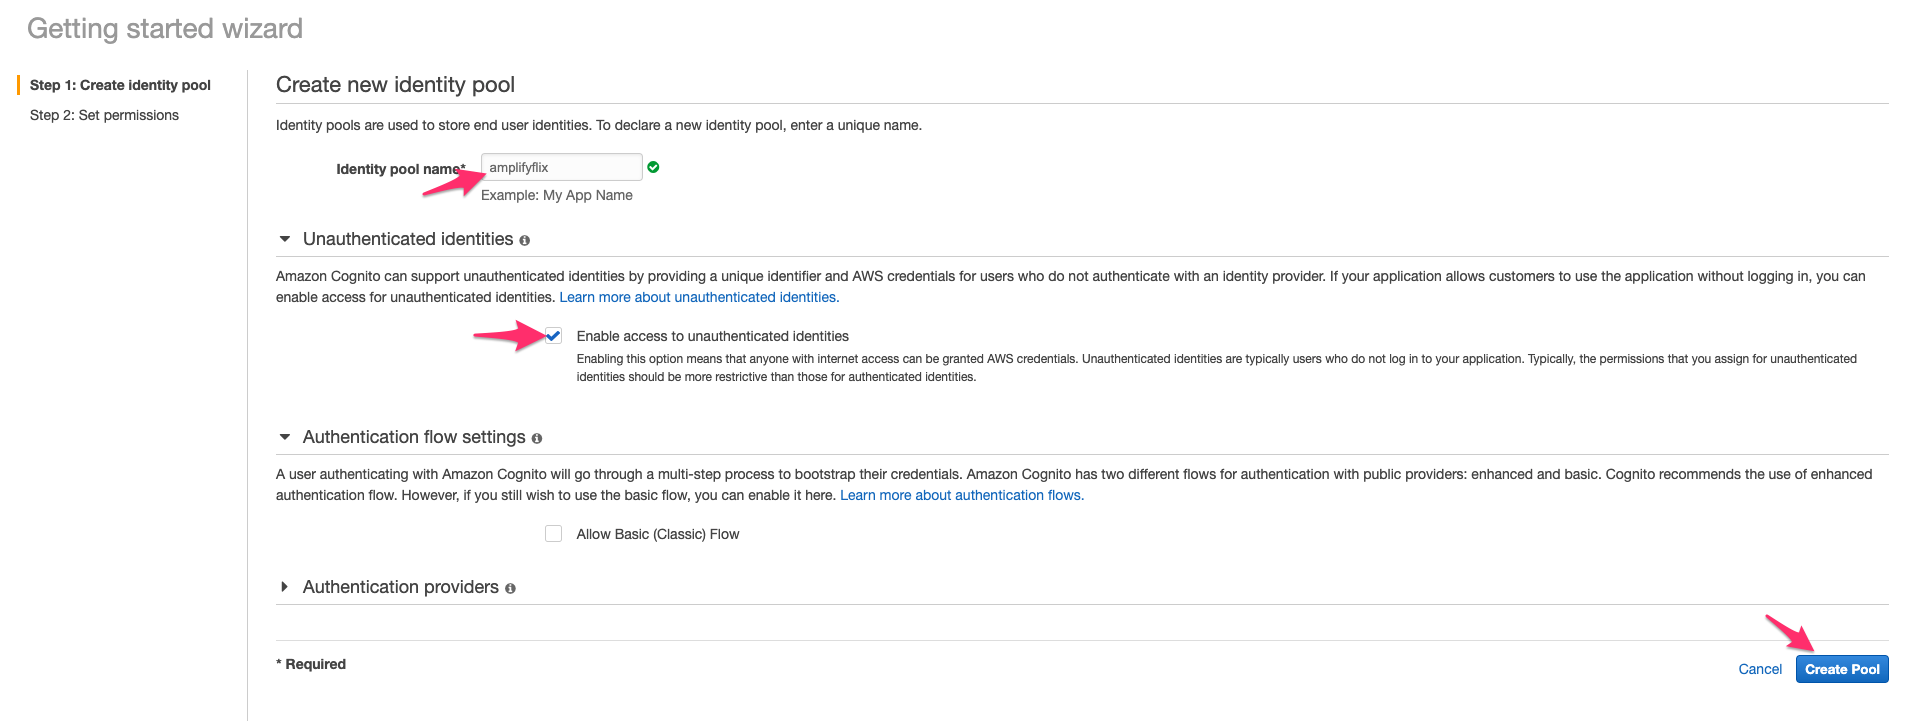 Getting started wizard
Step 1: Create identity pool
Step 2: Set permissions
Create new identity pool
Identity pools are used to store end user identities. To declare a new identity pool, enter a unique name.
Identity pool name*
amplifyflix
Example: My App Name
Unauthenticated identities
Amazon Cognito can support unauthenticated identities by providing a unique identifier and AWS credentials for users who do not authenticate with an identity provider. If your application allows customers to use the application without logging in, you can
enable access for unauthenticated identities. Learn more about unauthenticated identities.
Enable access to unauthenticated identities
Enabling this option means that anyone with internet access can be granted AWS credentials. Unauthenticated identities are typically users who do not log in to your application. Typically, the permissions that you assign for unauthenticated
identities should be more restrictive than those for authenticated identities.
Authentication flow settings
A user authenticating with Amazon Cognito will go through a multi-step process to bootstrap their credentials. Amazon Cognito has two different flows for authentication with public providers: enhanced and basic. Cognito recommends the use of enhanced
authentication flow. However, if you still wish to use the basic flow, you can enable it here. Learn more about authentication flows.
Allow Basic (Classic) Flow
Authentication providers
* Required
Cancel
Create Pool